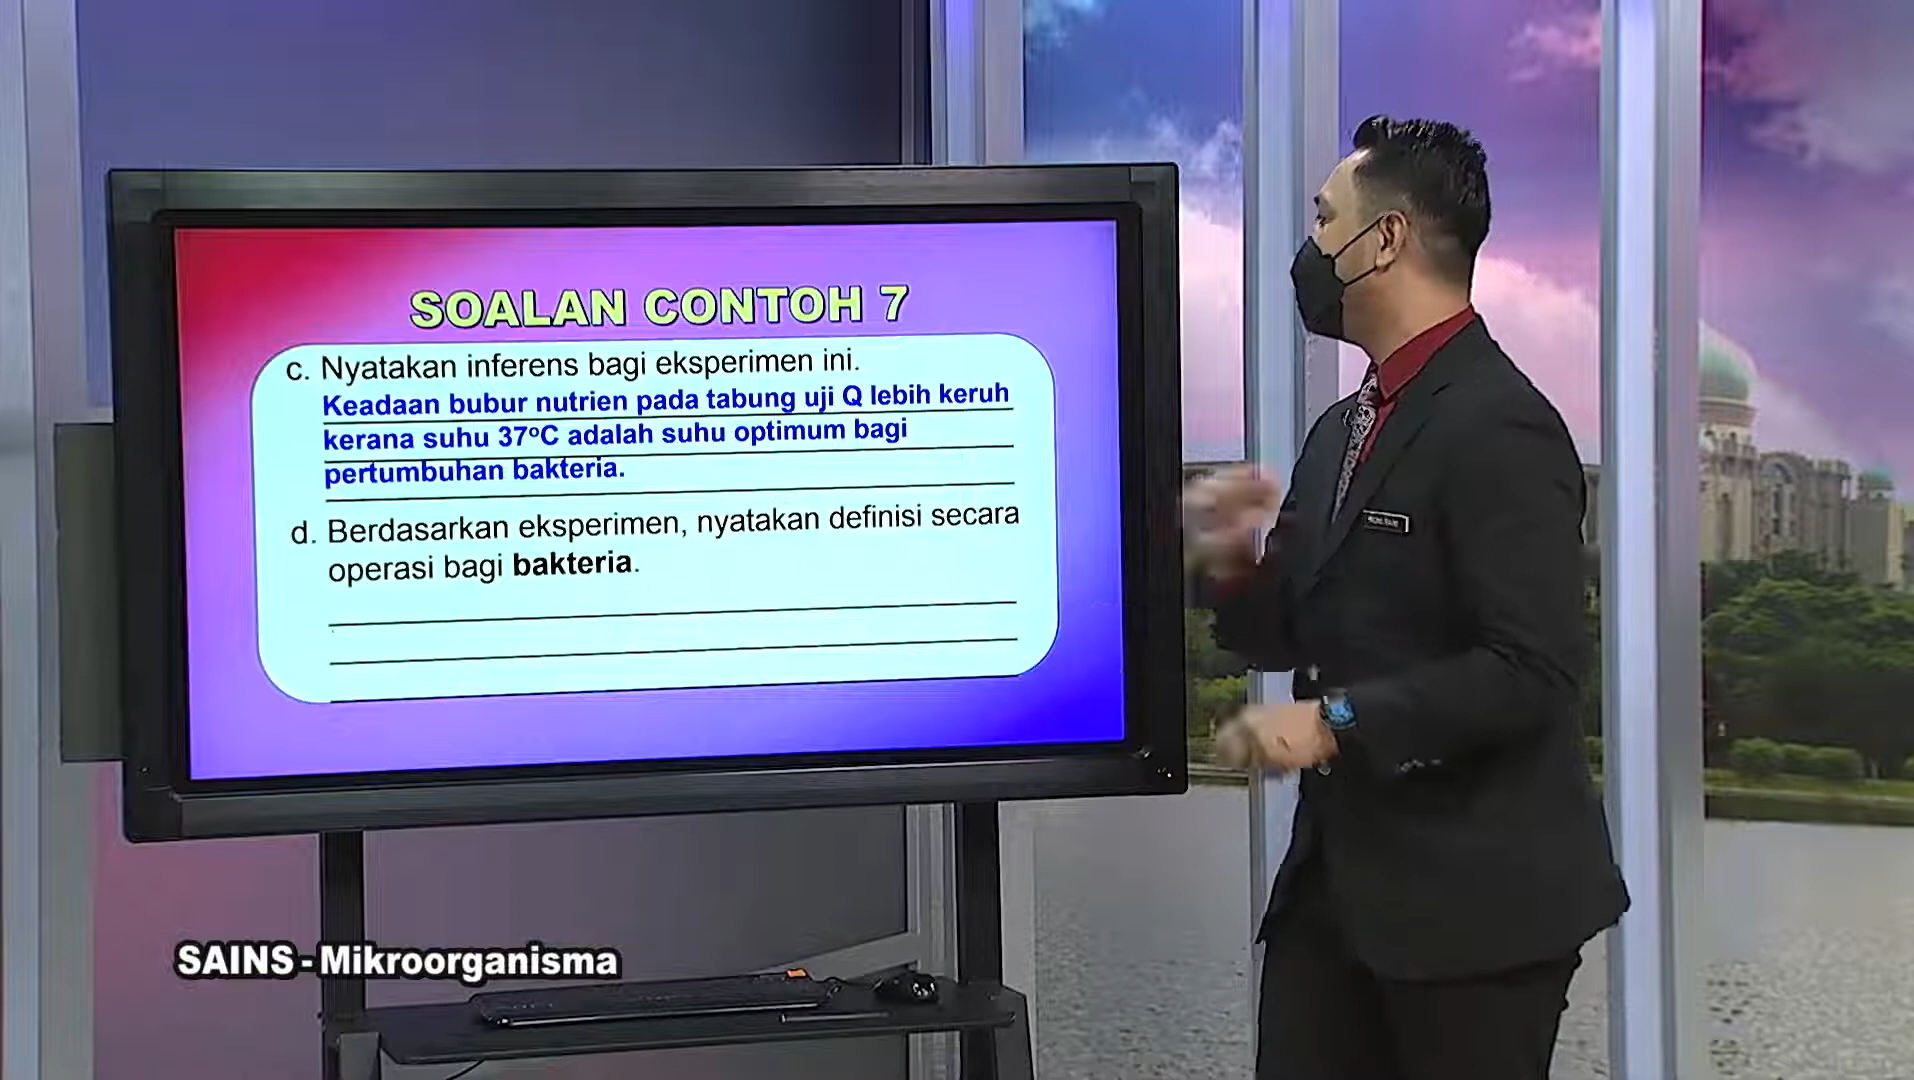 SOALAN CONTOH 7
c. Nyatakan inferens bagi eksperimen ini.
Keadaan bubur nutrien pada tabung uji Q lebih keruh
kerana suhu 37°C adalah suhu optimum bagi
pertumbuhan bakteria.
d. Berdasarkan eksperimen, nyatakan definisi secara
operasi bagi bakteria.
SAINS - Mikroorganisma